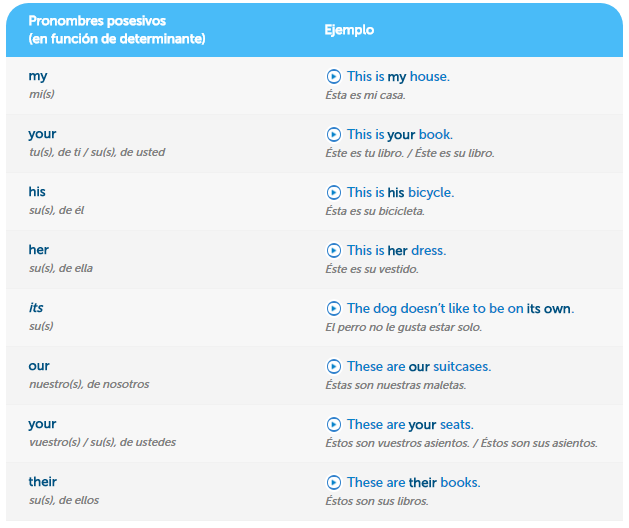 Pronombres posesivos
(en función de determinante)
Ejemplo
my
mi(s)
This is my house.
Ésta es mi casa.
your
tu(s), de ti / su(s), de usted
This is your book.
Éste es tu libro. / Éste es su libro.
his
su(s), de él
This is his bicycle.
Ésta es su bicicleta.
her
su(s), de ella
This is her dress.
Éste es su vestido.
its
su(s)
The dog doesn't like to be on its own.
El perro no le gusta estar solo.
our
nuestro(s), de nosotros
These are our suitcases.
Éstas son nuestras maletas.
your
vuestro(s) / su(s), de ustedes
These are your seats.
Éstos son vuestros asientos. / Éstos son sus asientos.
their
su(s), de ellos
These are their books.
Éstos son sus libros.